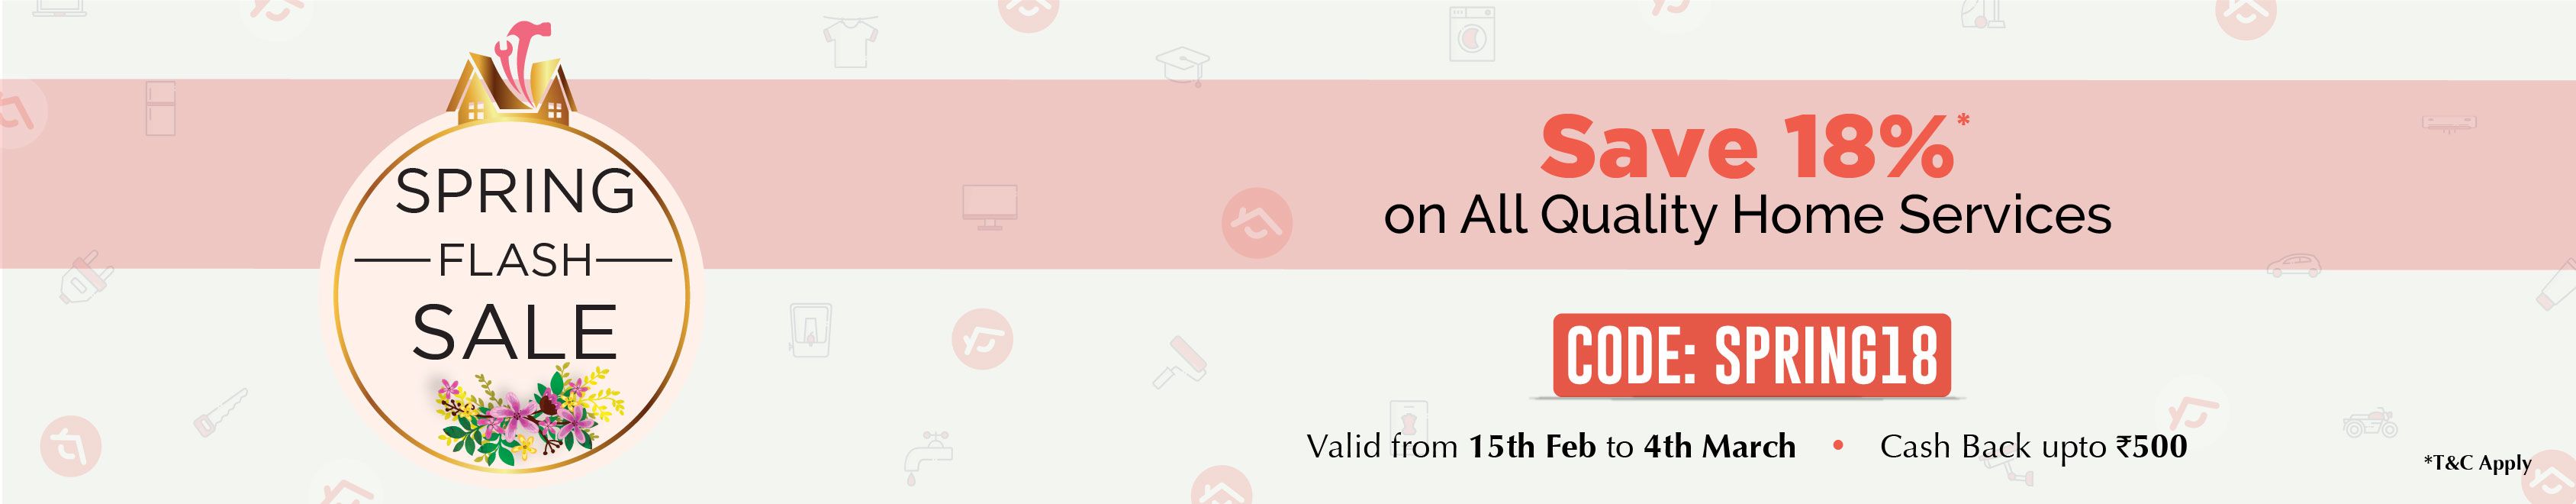 SPRING
FLASH
SALE
Save 18%*
on All Quality Home Services
CODE: SPRING18
Valid from 15th Feb to 4th March • Cash Back upto ₹500
*T&C Apply